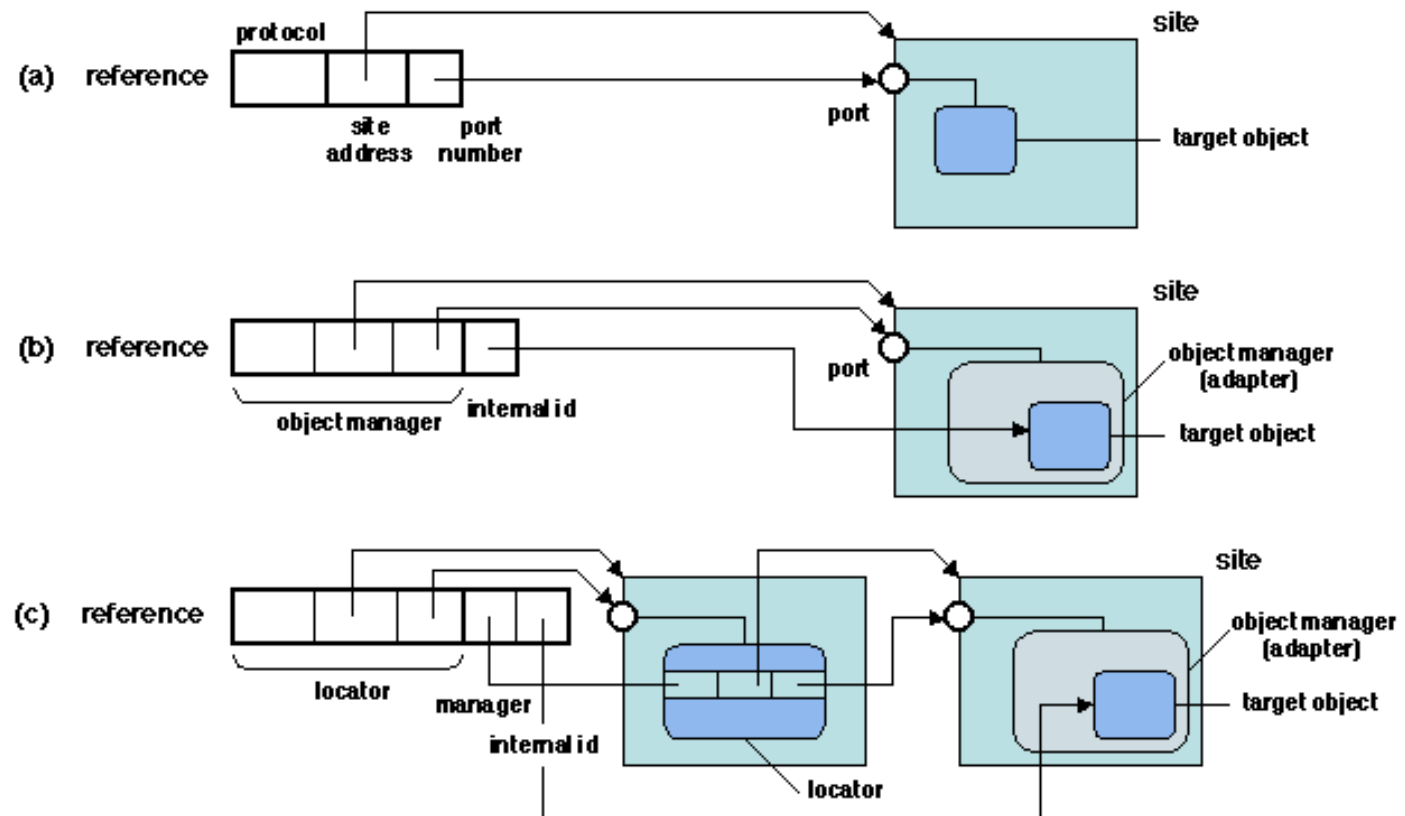 site
protocol
(a) reference
port
site address
port number
target object
site
(b) reference
port
object manager (adapter)
object manager
internal id
target object
site
(c) reference
object manager (adapter)
locator
manager
target object
internal id
locator